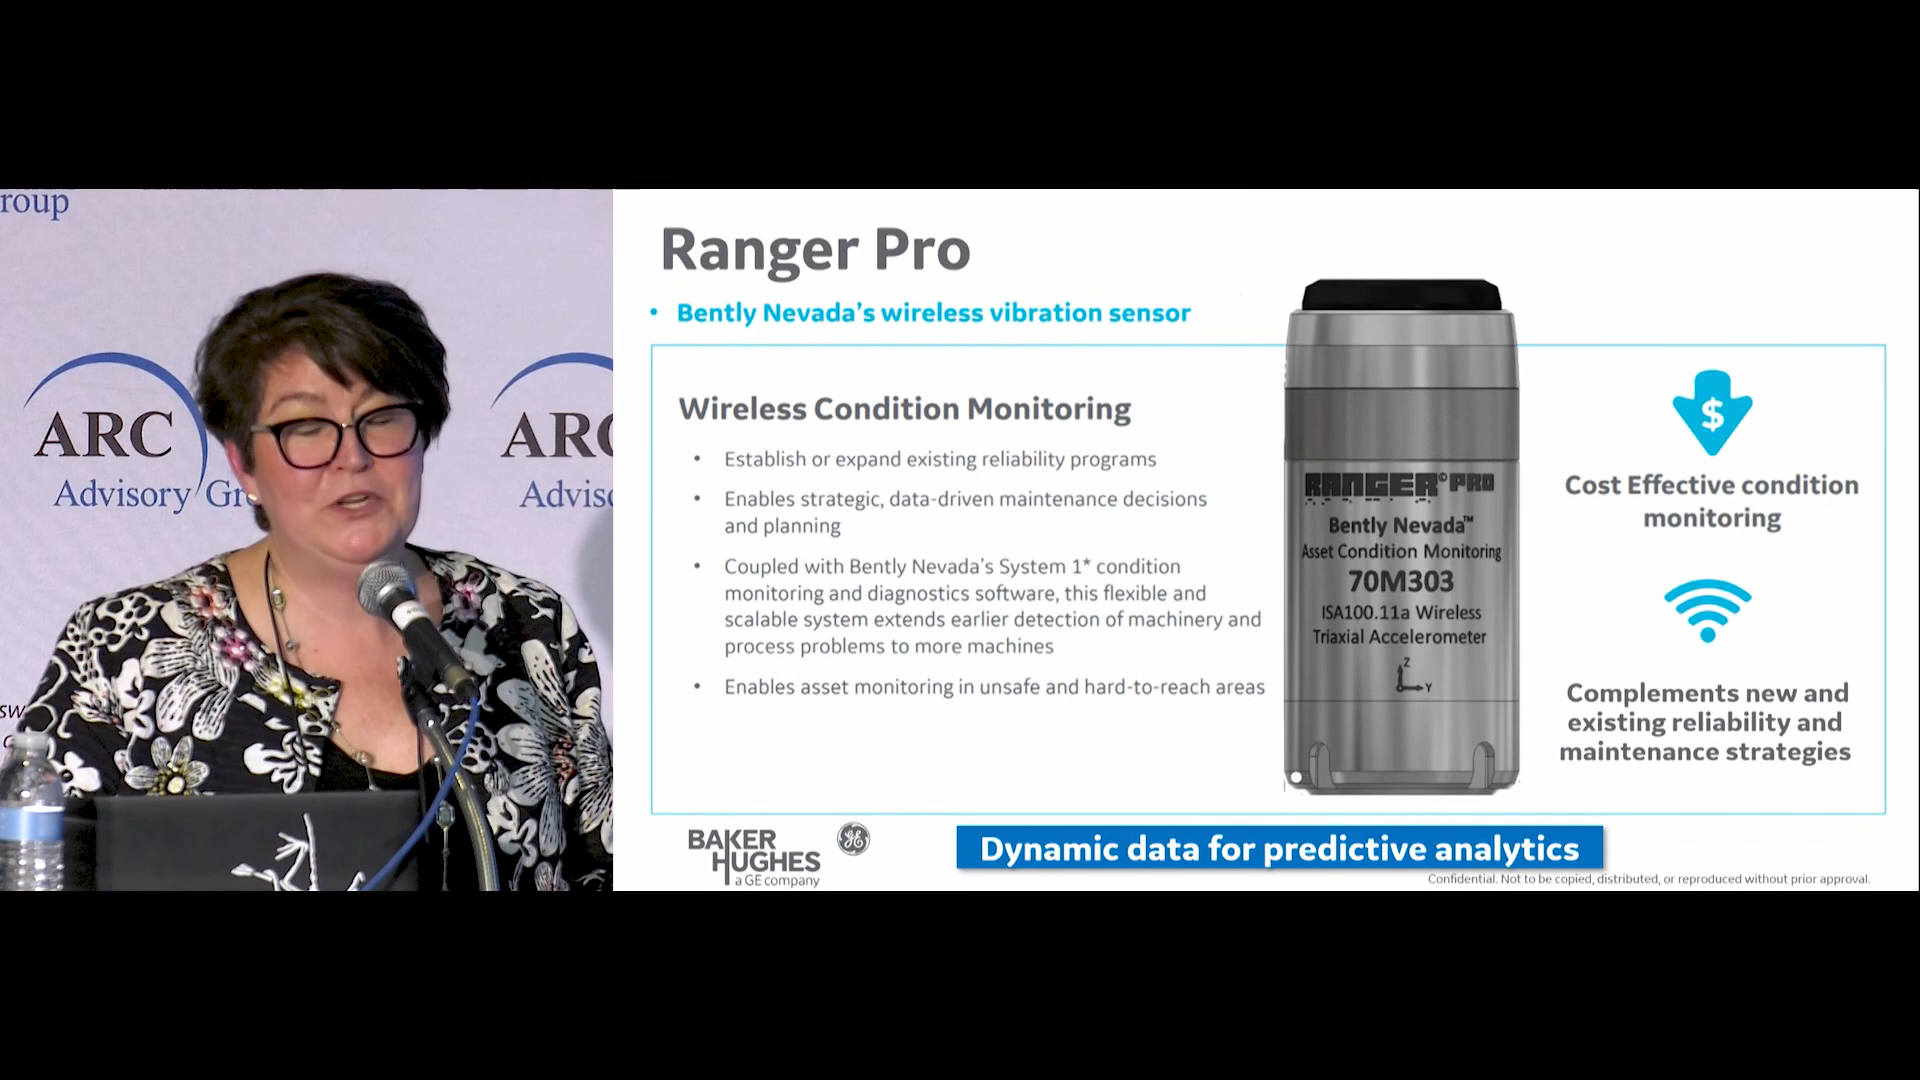 roup
ARC
Advisory Gr
ARC
Adviso
sw
Ranger Pro
• Bently Nevada's wireless vibration sensor
Wireless Condition Monitoring
• Establish or expand existing reliability programs
• Enables strategic, data-driven maintenance decisions
and planning
• Coupled with Bently Nevada's System 1* condition
monitoring and diagnostics software, this flexible and
scalable system extends earlier detection of machinery and
process problems to more machines
• Enables asset monitoring in unsafe and hard-to-reach areas
RANGER© PRO
Bently Nevada™
Asset Condition Monitoring
70M303
ISA100.11a Wireless
Triaxial Accelerometer
Z
Y
$
Cost Effective condition
monitoring
Complements new and
existing reliability and
maintenance strategies
BAKER
HUGHES
a GE company
GE
Dynamic data for predictive analytics
Confidential. Not to be copied, distributed, or reproduced without prior approval.